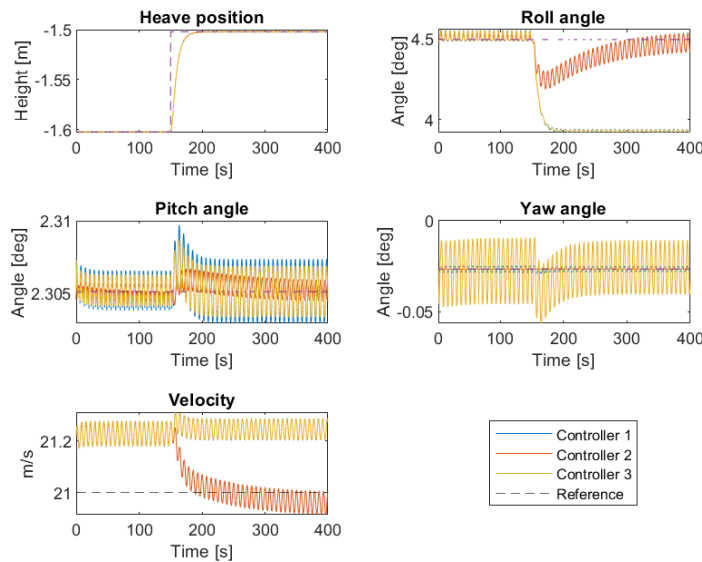 Heave position
-1.5
-1.55
-1.6
Height [m]
0 100 200 300 400
Time [s]
Roll angle
4.5
4
Angle [deg]
0 100 200 300 400
Time [s]
Pitch angle
2.31
2.305
Angle [deg]
0 100 200 300 400
Time [s]
Yaw angle
0
-0.05
Angle [deg]
0 100 200 300 400
Time [s]
Velocity
21.2
21
m/s
0 100 200 300 400
Time [s]
Controller 1
Controller 2
Controller 3
Reference